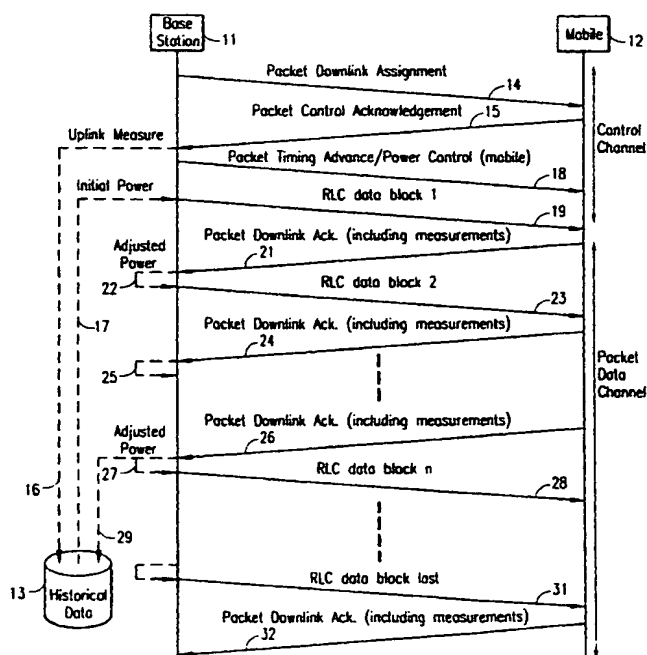 Base
Station
11
Mobile
12
Packet Downlink Assignment
14
Packet Control Acknowledgement
15
Uplink Measure
Control
Channel
Packet Timing Advance/Power Control (mobile)
18
Initial Power
RLC data block 1
19
Packet Downlink Ack. (including measurements)
Adjusted
Power
21
22
17
RLC data block 2
23
Packet Downlink Ack. (including measurements)
24
25
Packet
Data
Channel
Packet Downlink Ack. (including measurements)
Adjusted
Power
26
27
RLC data block n
28
16
29
13
Historical
Data
RLC data block last
31
Packet Downlink Ack. (including measurements)
32